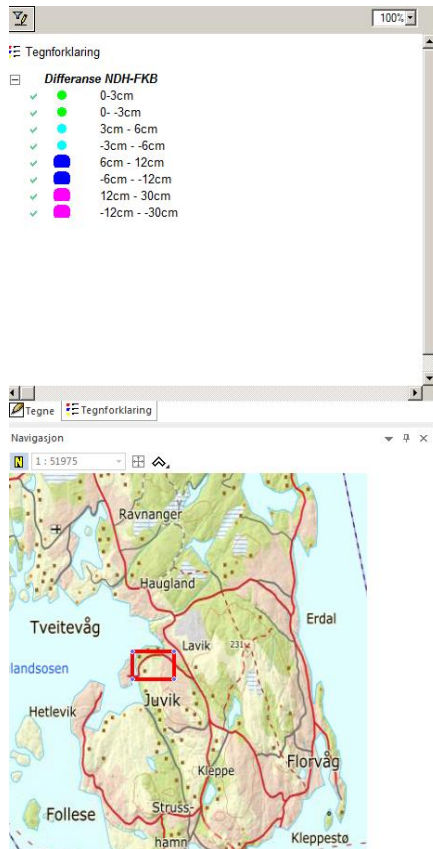 100%
Tegnforklaring
Differanse NDH-FKB
0-3cm
0- -3cm
3cm - 6cm
-3cm - -6cm
6cm - 12cm
-6cm - -12cm
12cm - 30cm
-12cm - -30cm
Tegne Tegnforklaring
Navigasjon
N 1 : 51975
Ravnanger
Haugland
Erdal
Tveitevåg
Lavik 231
landsosen
Juvik
Hetlevik
Florvåg
Kleppe
Follese
Struss-
hamn
Kleppestø